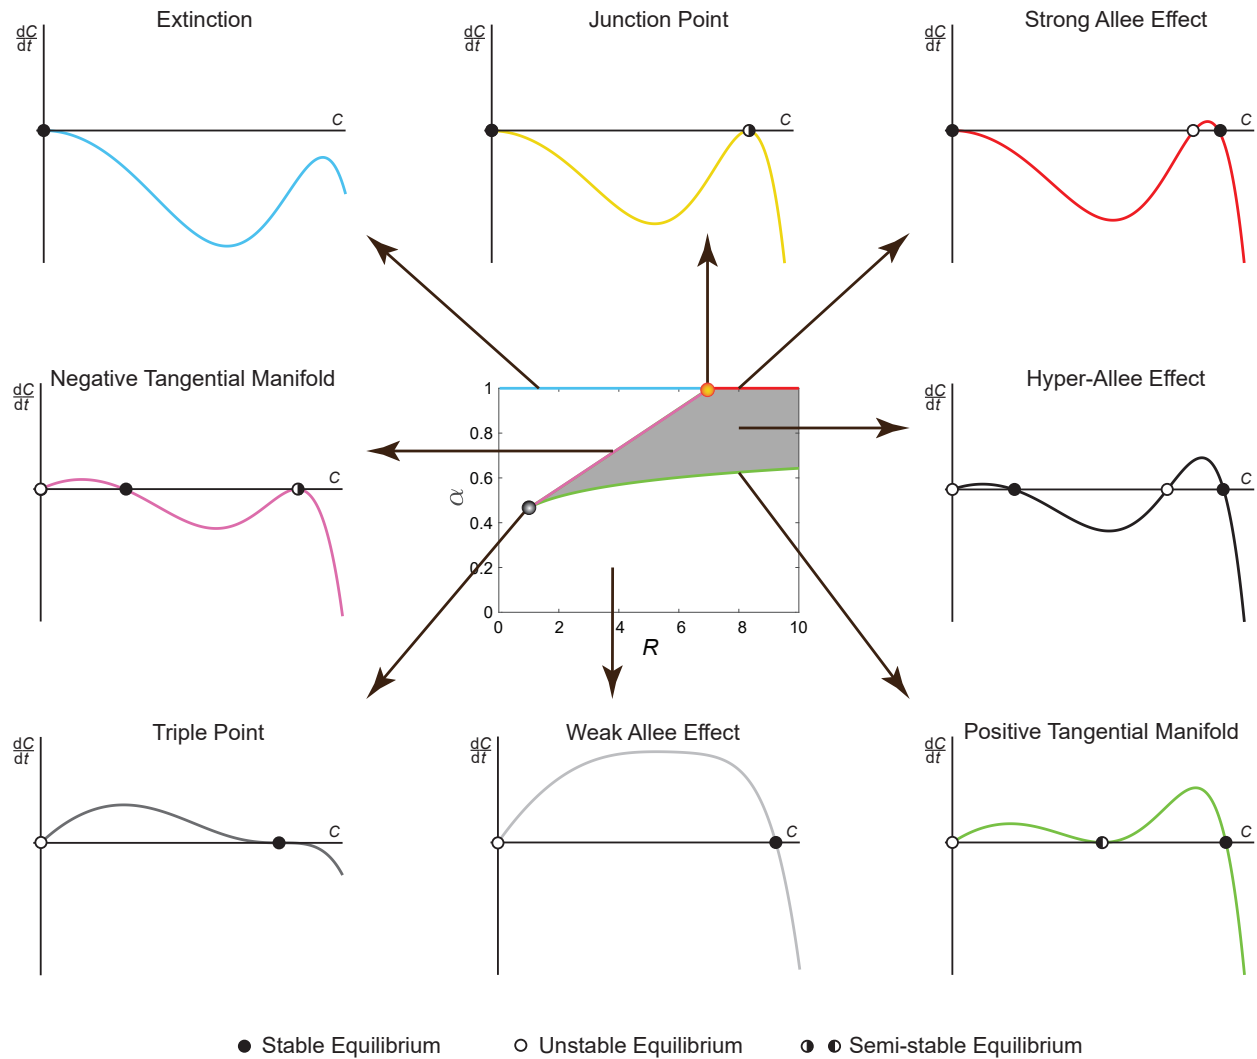 Extinction
Junction Point
Strong Allee Effect
dC
dt
C
dC
dt
C
dC
dt
C
Negative Tangential Manifold
Hyper-Allee Effect
dC
dt
C
dC
dt
C
1
0.8
0.6
0.4
0.2
0
α
0 2 4 6 8 10
R
Triple Point
Weak Allee Effect
Positive Tangential Manifold
dC
dt
C
dC
dt
C
dC
dt
C
Stable Equilibrium Unstable Equilibrium Semi-stable Equilibrium